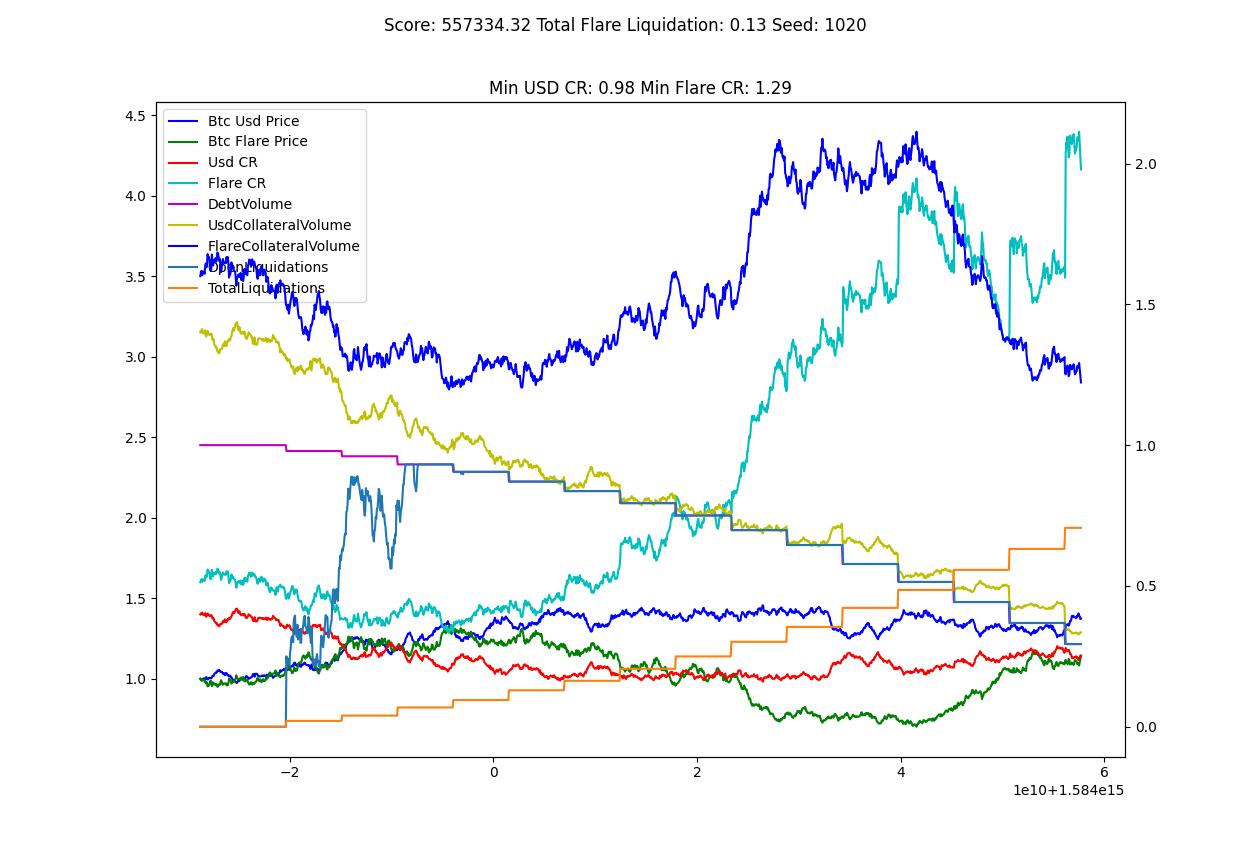 Score: 557334.32 Total Flare Liquidation: 0.13 Seed: 1020
Min USD CR: 0.98 Min Flare CR: 1.29
Btc Usd Price
Btc Flare Price
Usd CR
Flare CR
DebtVolume
UsdCollateralVolume
FlareCollateralVolume
OpenLiquidations
TotalLiquidations
4.5
4.0
3.5
3.0
2.5
2.0
1.5
1.0
2.0
1.5
1.0
0.5
0.0
−2
0
2
4
6
1e10+1.584e15